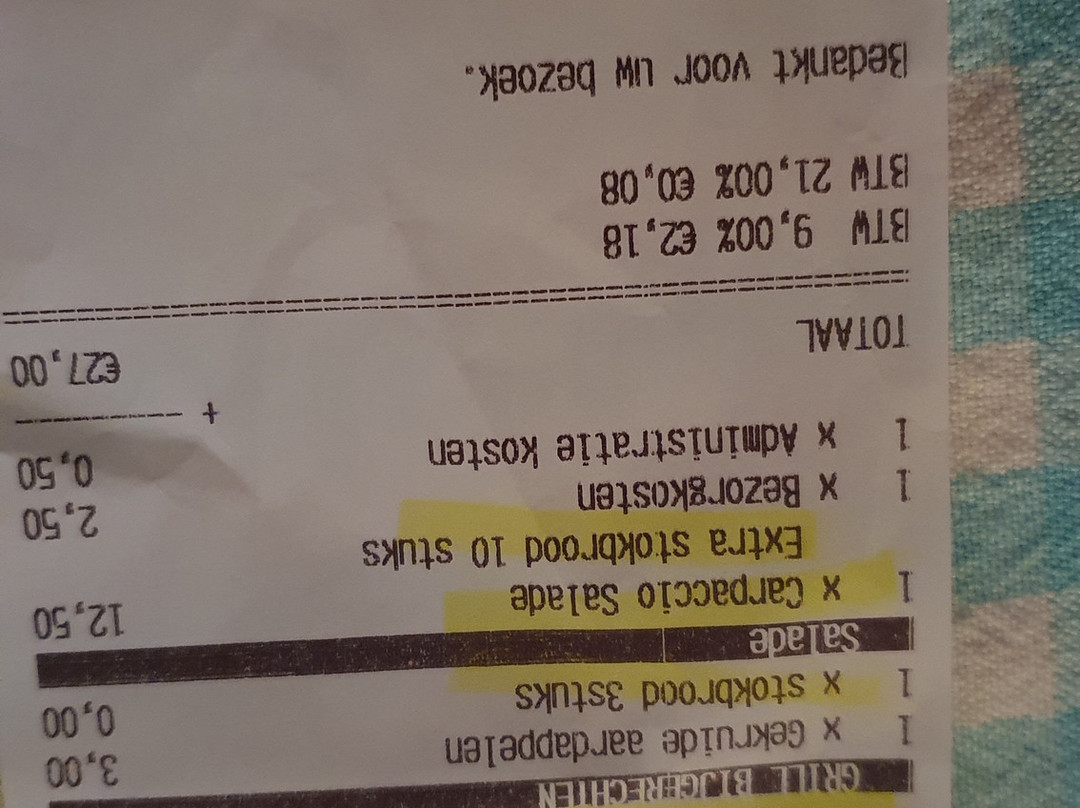 GRILL BIJGERECHTEN
1 x Gekruide aardappelen 3,00
1 x stokbrood 3stuks 0,00
Salade
1 x Carpaccio Salade 12,50
Extra stokbrood 10 stuks
1 x Bezorgkosten 2,50
1 x Administratie kosten 0,50
+
TOTAAL €27,00
BTW 9,00% €2,18
BTW 21,00% €0,08
Bedankt voor uw bezoek.